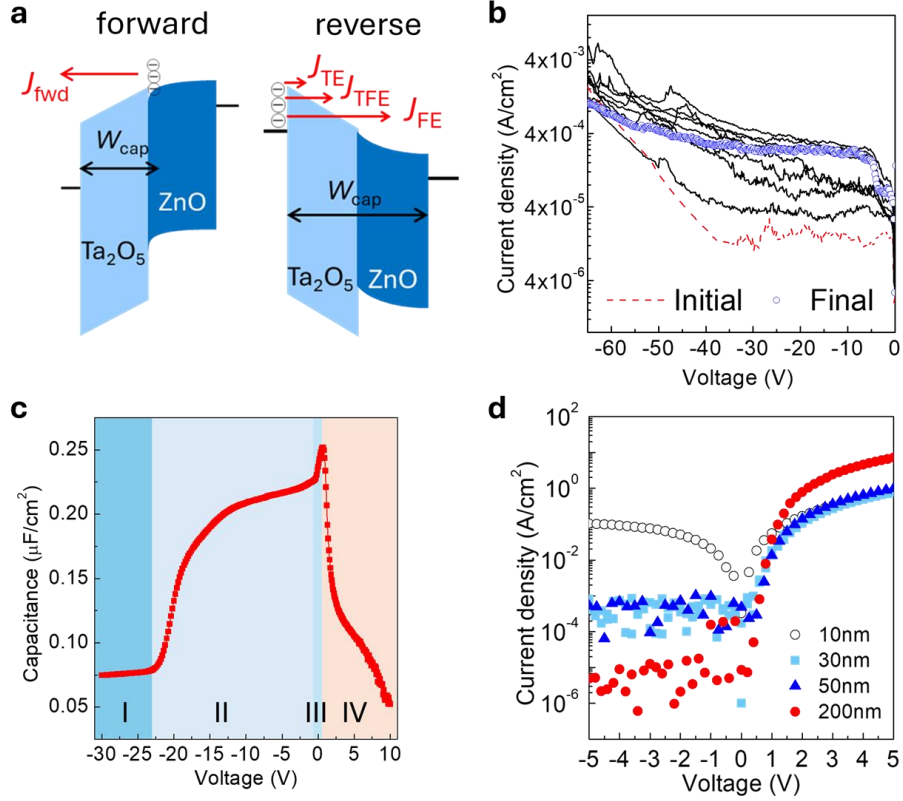 a
forward
reverse
J_fwd
J_TE
J_TFE
J_FE
W_cap
W_cap
ZnO
Ta₂O₅
Ta₂O₅
ZnO
b
4x10⁻³
4x10⁻⁴
4x10⁻⁵
4x10⁻⁶
Current density (A/cm²)
Initial
Final
-60 -50 -40 -30 -20 -10 0
Voltage (V)
c
0.25
0.20
0.15
0.10
0.05
Capacitance (µF/cm²)
I II III IV
-30 -25 -20 -15 -10 -5 0 5 10
Voltage (V)
d
10²
10⁰
10⁻²
10⁻⁴
10⁻⁶
Current density (A/cm²)
10nm
30nm
50nm
200nm
-5 -4 -3 -2 -1 0 1 2 3 4 5
Voltage (V)